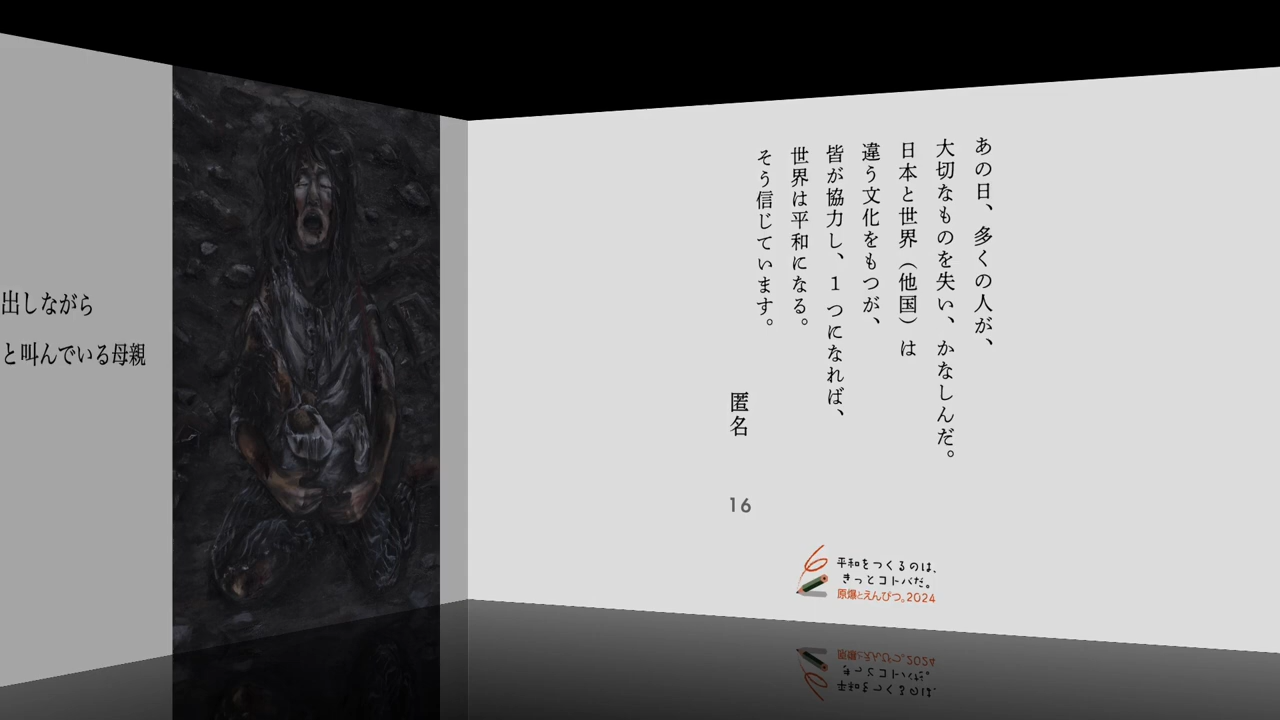 出しながら
と叫んでいる母親
あの日、多くの人が、
大切なものを失い、かなしんだ。
日本と世界（他国）は
違う文化をもつが、
皆が協力し、１つになれば、
世界は平和になる。
そう信じています。
匿名
16
平和をつくるのは、
きっとコトバだ。
原爆とえんぴつ。2024